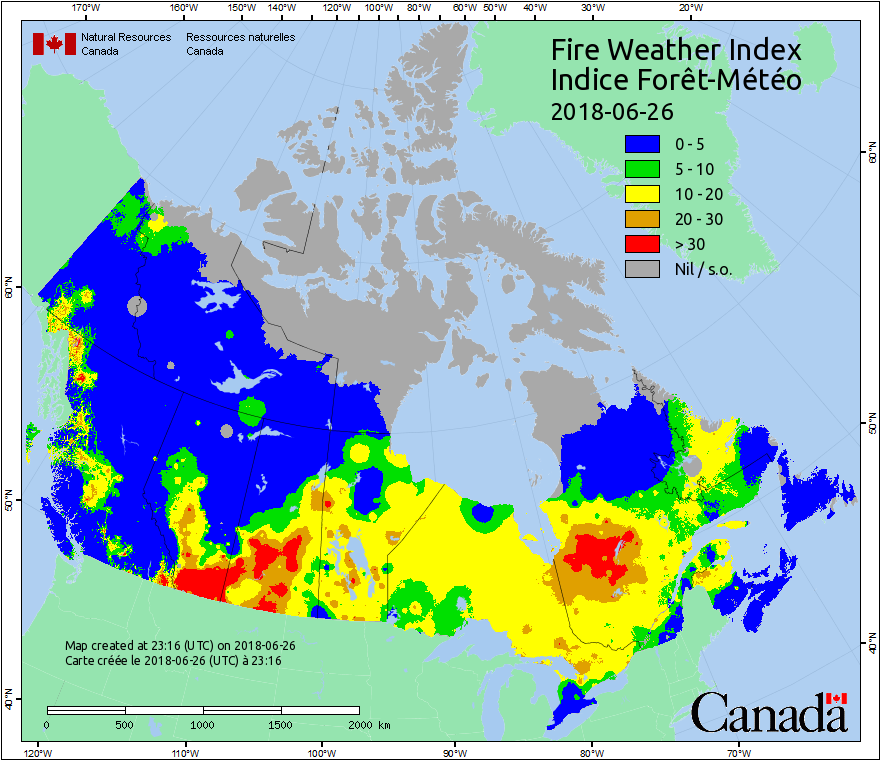 170°W 160°W 150°W 140°W 120°W 100°W 80°W 60°W 50°W 40°W 30°W 20°W
Natural Resources Canada
Ressources naturelles Canada
Fire Weather Index
Indice Forêt-Météo
2018-06-26
0 - 5
5 - 10
10 - 20
20 - 30
> 30
Nil / s.o.
60°N
60°N
50°N
50°N
40°N
40°N
Map created at 23:16 (UTC) on 2018-06-26
Carte créée le 2018-06-26 (UTC) à 23:16
0 500 1000 1500 2000 km
Canada
120°W 110°W 100°W 90°W 80°W 70°W